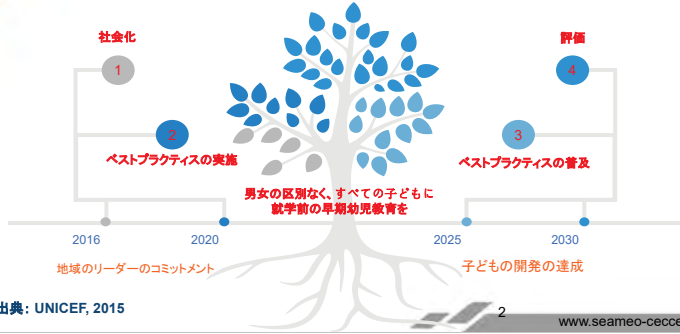 社会化
1
評価
4
2
ベストプラクティスの実施
3
ベストプラクティスの普及
男女の区別なく、すべての子どもに
就学前の早期幼児教育を
2016
2020
2025
2030
地域のリーダーのコミットメント
子どもの開発の達成
出典: UNICEF, 2015
2
www.seameo-cecce